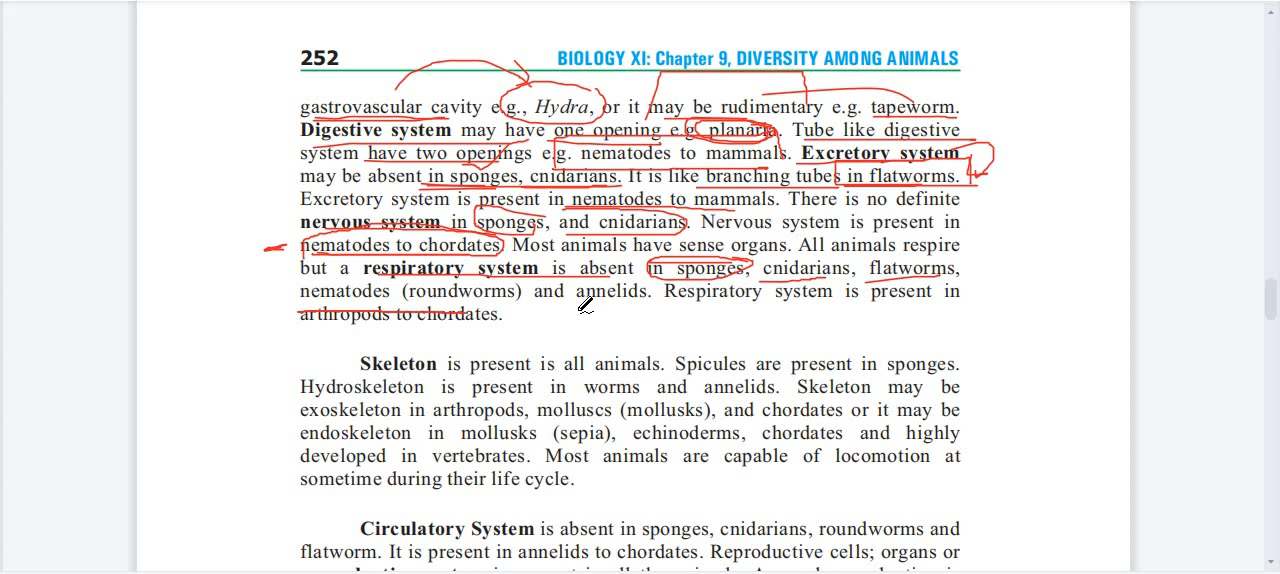 252 BIOLOGY XI: Chapter 9, DIVERSITY AMONG ANIMALS
gastrovascular cavity e.g., Hydra, or it may be rudimentary e.g. tapeworm.
Digestive system may have one opening e.g. planaria. Tube like digestive
system have two openings e.g. nematodes to mammals. Excretory system
may be absent in sponges, cnidarians. It is like branching tubes in flatworms.
Excretory system is present in nematodes to mammals. There is no definite
nervous system in sponges, and cnidarians. Nervous system is present in
nematodes to chordates. Most animals have sense organs. All animals respire
but a respiratory system is absent in sponges, cnidarians, flatworms,
nematodes (roundworms) and annelids. Respiratory system is present in
arthropods to chordates.
Skeleton is present is all animals. Spicules are present in sponges.
Hydroskeleton is present in worms and annelids. Skeleton may be
exoskeleton in arthropods, molluscs (mollusks), and chordates or it may be
endoskeleton in mollusks (sepia), echinoderms, chordates and highly
developed in vertebrates. Most animals are capable of locomotion at
sometime during their life cycle.
Circulatory System is absent in sponges, cnidarians, roundworms and
flatworm. It is present in annelids to chordates. Reproductive cells; organs or